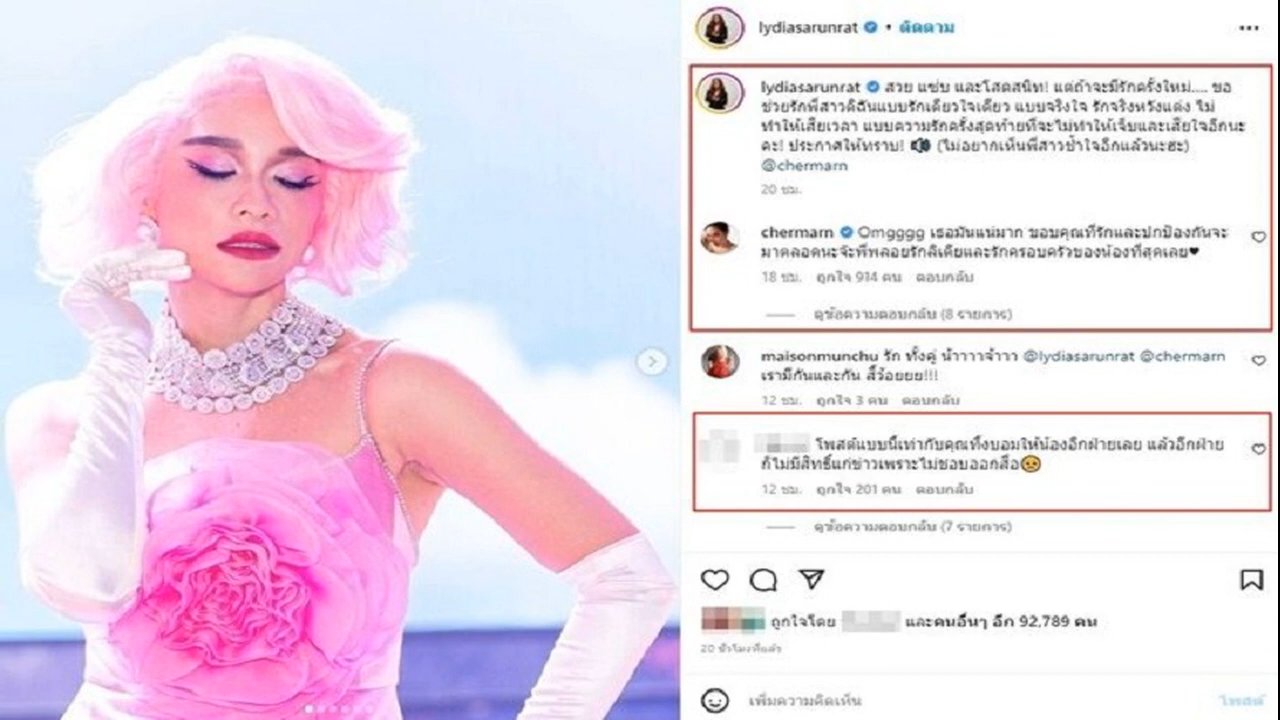 lydiasarunrat • ติดตาม
lydiasarunrat สวย แซ่บ และโสดสนิท! แต่ถ้าจะมีรักครั้งใหม่.... ขอ
ช่วยรักพี่สาวดิฉันแบบรักเดียวใจเดียว แบบจริงใจ รักจริงหวังแต่ง ไม่
ทำให้เสียเวลา แบบความรักครั้งสุดท้ายที่จะไม่ทำให้เจ็บและเสียใจอีกนะ
คะ! ประกาศให้ทราบ! 🔊 (ไม่อยากเห็นพี่สาวช้ำใจอีกแล้วนะฮะ)
@chermarn
20 ชม.
chermarn Omgggg เธอมันแน่มาก ขอบคุณที่รักและปกป้องกันจะ
มาตลอดนะจ๊ะพี่พลอยรักลิเดียและรักครอบครัวของน้องที่สุดเลย♥
18 ชม. ถูกใจ 914 คน ตอบกลับ
ดูข้อความตอบกลับ (8 รายการ)
maisonmunchu รัก ทั้งคู่ น้าาาาจ้าาว @lydiasarunrat @chermarn
เรามีกันและกัน สี้ว้อยยย!!!
12 ชม. ถูกใจ 3 คน ตอบกลับ
โพสต์แบบนี้เท่ากับคุณทิ้งบอมให้น้องอีกฝ่ายเลย แล้วอีกฝ่าย
ก็ไม่มีสิทธิ์แก่ข่าวเพราะไม่ชอบออกสื่อ😢
12 ชม. ถูกใจ 201 คน ตอบกลับ
ดูข้อความตอบกลับ (7 รายการ)
ถูกใจโดย และคนอื่นๆ อีก 92,789 คน
20 ชั่วโมงที่แล้ว
เพิ่มความคิดเห็น
โพสต์